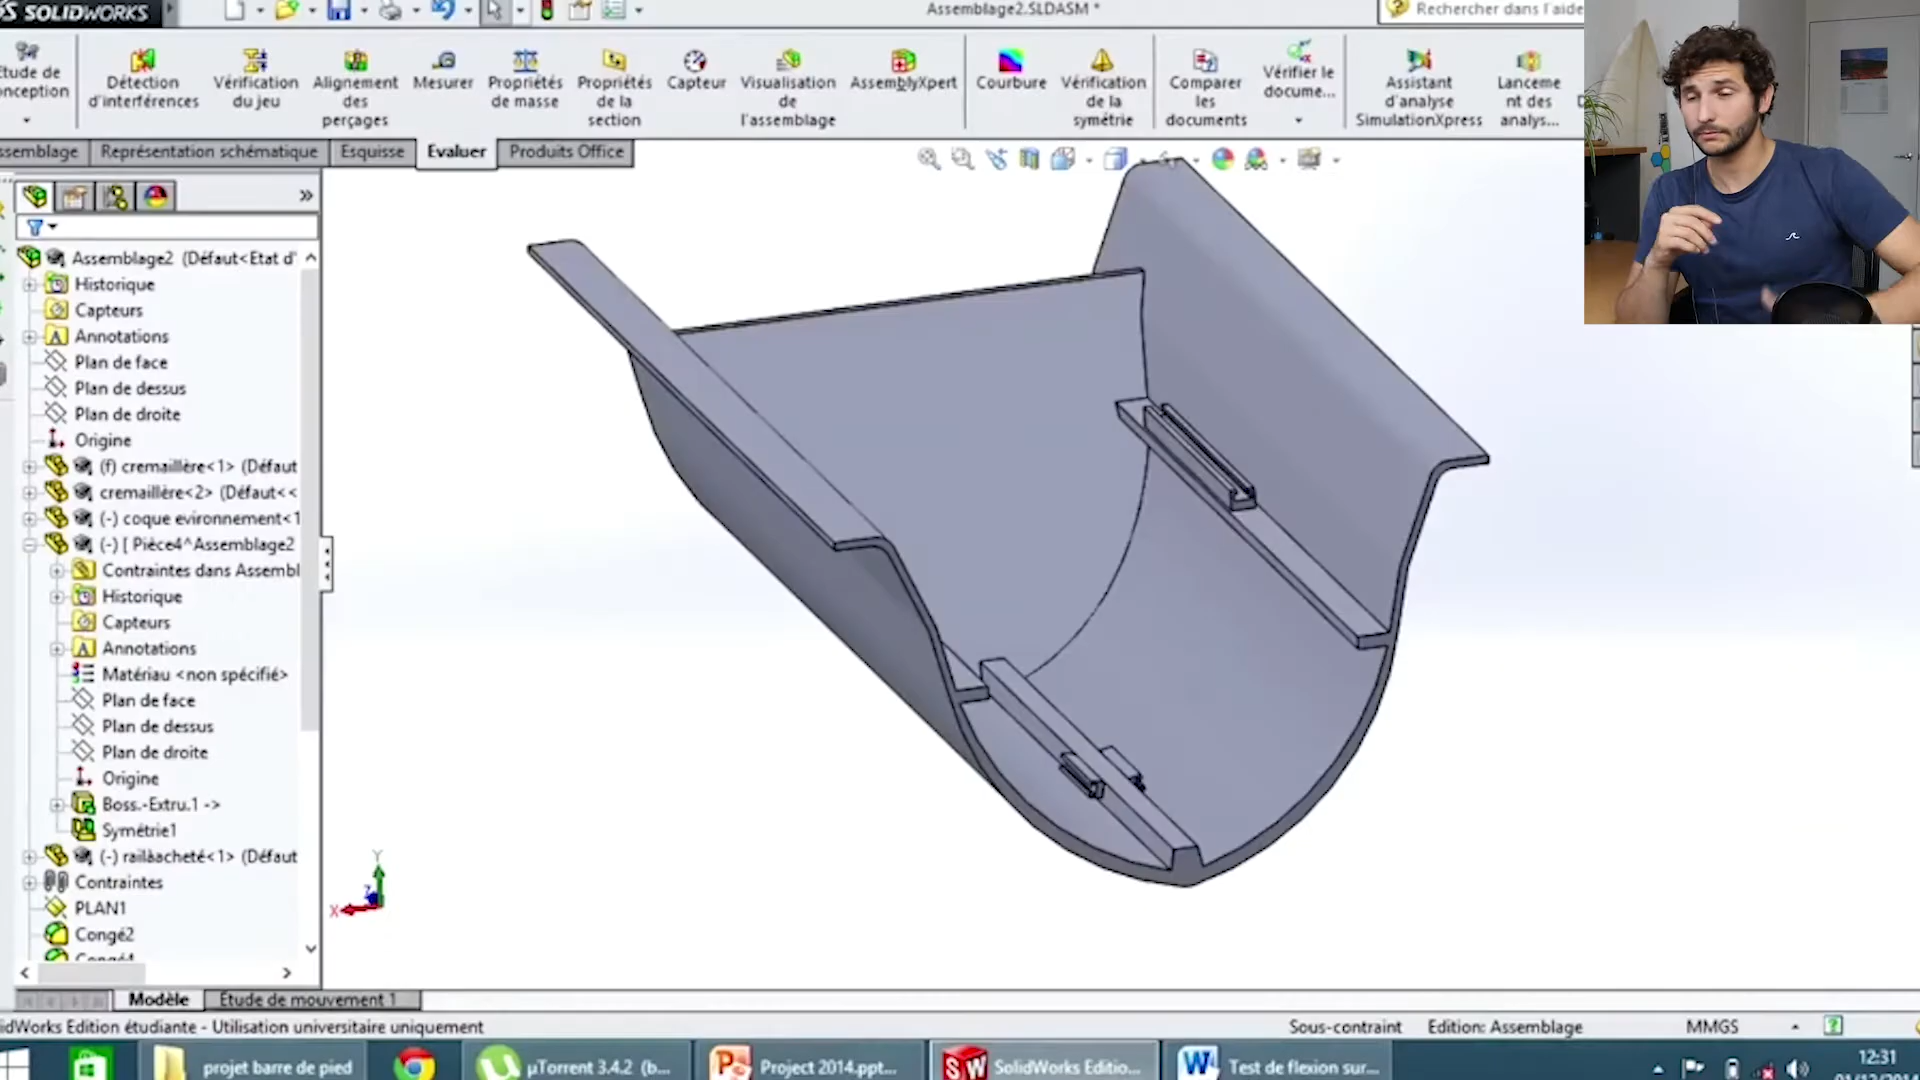 SOLIDWORKS
Assemblage2.SLDASM *
Rechercher dans l'aide
Etude de
conception
Détection
d'interférences
Vérification
du jeu
Alignement
des
perçages
Mesurer
Propriétés
de masse
Propriétés
de la
section
Capteur
Visualisation
de
l'assemblage
AssemblyXpert
Courbure
Vérification
de la
symétrie
Comparer
les
documents
Vérifier le
docume...
Assistant
d'analyse
SimulationXpress
Lanceme
nt des
analys...
ssemblage
Représentation schématique
Esquisse
Evaluer
Produits Office
Assemblage2 (Défaut<Etat d'
Historique
Capteurs
Annotations
Plan de face
Plan de dessus
Plan de droite
Origine
(f) cremaillère<1> (Défaut
cremaillère<2> (Défaut<<
(-) coque evironnement<1
(-) [ Pièce4^Assemblage2
Contraintes dans Assembl
Historique
Capteurs
Annotations
Matériau <non spécifié>
Plan de face
Plan de dessus
Plan de droite
Origine
Boss.-Extru.1 ->
Symétrie1
(-) railàacheté<1> (Défaut
Contraintes
PLAN1
Congé2
Congé4
Y
Z
X
Modèle
Etude de mouvement 1
idWorks Edition étudiante - Utilisation universitaire uniquement
Sous-contraint
Edition: Assemblage
MMGS
projet barre de pied
µTorrent 3.4.2 (b...
Project 2014.ppt...
SolidWorks Editio...
Test de flexion sur...
12:31